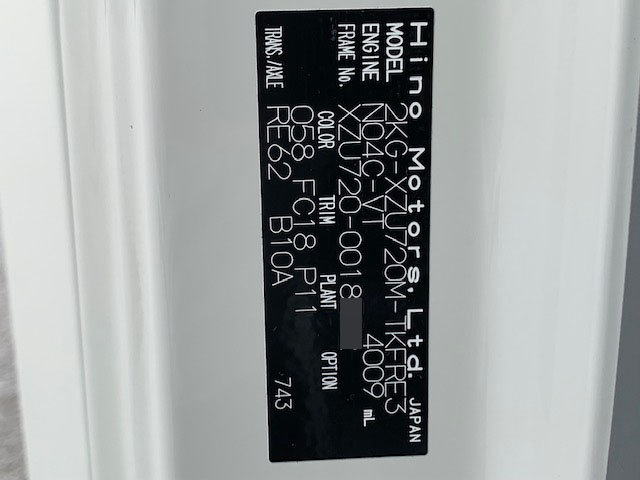 Hino Motors, Ltd. JAPAN
MODEL 2KG-XZU720M-TKFRE3
ENGINE N04C-VT 4009 mL
FRAME No. XZU720-0018
COLOR TRIM PLANT OPTION
058 FC18 P11
TRANS./AXLE RE62 B10A 743